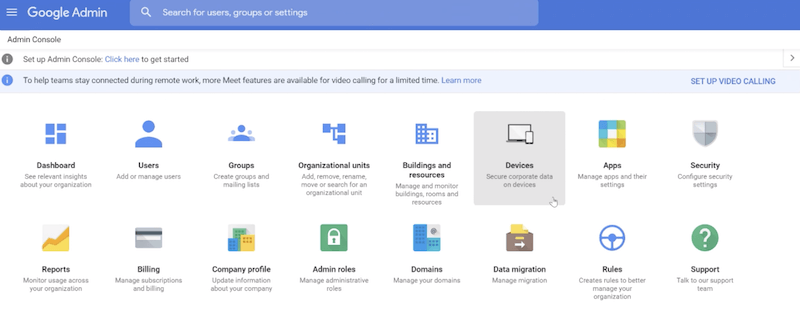 Google Admin
Search for users, groups or settings
Admin Console
Set up Admin Console: Click here to get started
To help teams stay connected during remote work, more Meet features are available for video calling for a limited time. Learn more
SET UP VIDEO CALLING
Dashboard
See relevant insights
about your organization
Users
Add or manage users
Groups
Create groups and
mailing lists
Organizational units
Add, remove, rename,
move or search for an
organizational unit
Buildings and
resources
Manage and monitor
buildings, rooms and
resources
Devices
Secure corporate data
on devices
Apps
Manage apps and their
settings
Security
Configure security
settings
Reports
Monitor usage across
your organization
Billing
Manage subscriptions
and billing
Company profile
Update information
about your company
Admin roles
Manage administrative
roles
Domains
Manage your domains
Data migration
Manage migration
Rules
Creates rules to better
manage your
organization
Support
Talk to our support
team